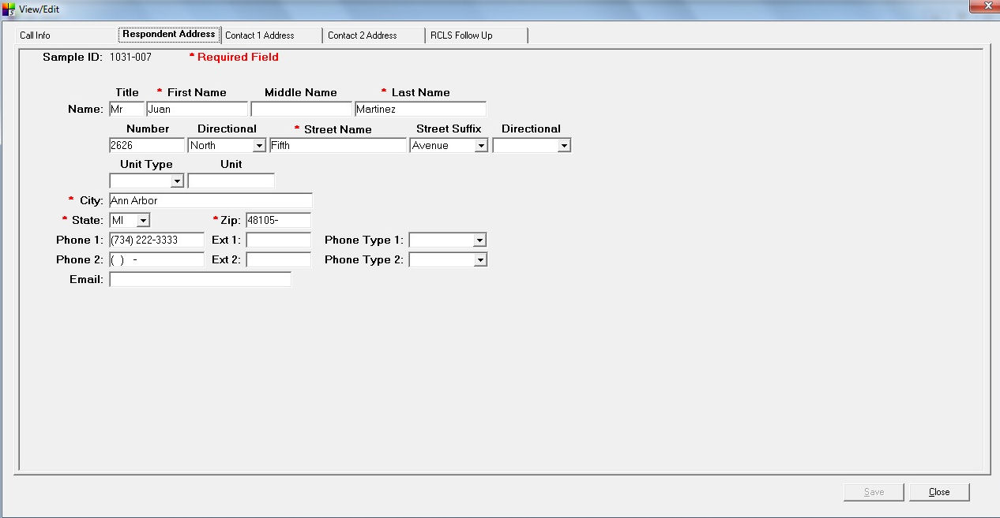 View/Edit
Call Info Respondent Address Contact 1 Address Contact 2 Address RCLS Follow Up
Sample ID: 1031-007 * Required Field
Title * First Name Middle Name * Last Name
Name: Mr Juan Martinez
Number Directional * Street Name Street Suffix Directional
2626 North Fifth Avenue
Unit Type Unit
* City: Ann Arbor
* State: MI * Zip: 48105-
Phone 1: (734) 222-3333 Ext 1: Phone Type 1:
Phone 2: ( ) - Ext 2: Phone Type 2:
Email:
Save Close